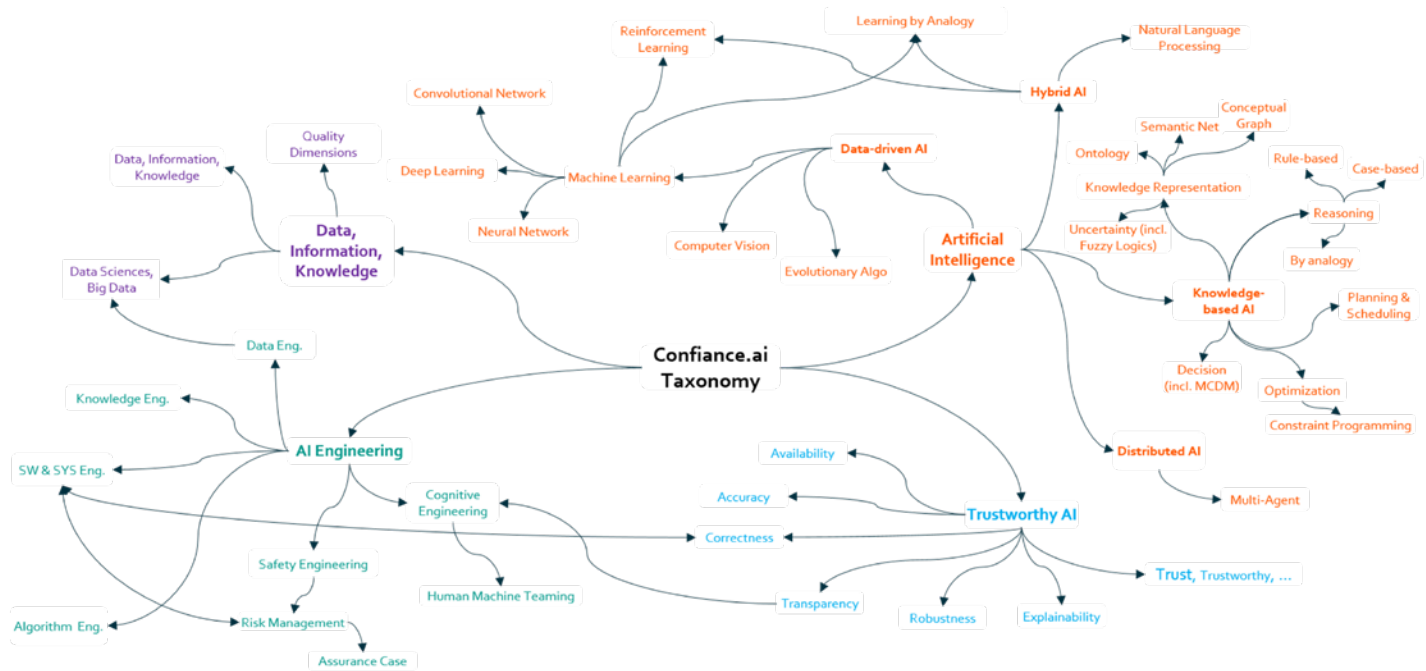 Learning by Analogy
Reinforcement
Learning
Natural Language
Processing
Convolutional Network
Hybrid AI
Conceptual
Graph
Semantic Net
Quality
Dimensions
Data-driven AI
Ontology
Rule-based
Data, Information,
Knowledge
Deep Learning
Machine Learning
Case-based
Knowledge Representation
Reasoning
Neural Network
Data,
Information,
Knowledge
Computer Vision
Artificial
Intelligence
Uncertainty (incl.
Fuzzy Logics)
By analogy
Evolutionary Algo
Data Sciences,
Big Data
Knowledge-
based AI
Planning &
Scheduling
Data Eng.
Confiance.ai
Taxonomy
Decision
(incl. MCDM)
Optimization
Knowledge Eng.
Constraint Programming
AI Engineering
Availability
Distributed AI
SW & SYS Eng.
Cognitive
Engineering
Accuracy
Multi-Agent
Trustworthy AI
Correctness
Safety Engineering
Trust, Trustworthy, ...
Human Machine Teaming
Transparency
Robustness
Explainability
Algorithm Eng.
Risk Management
Assurance Case